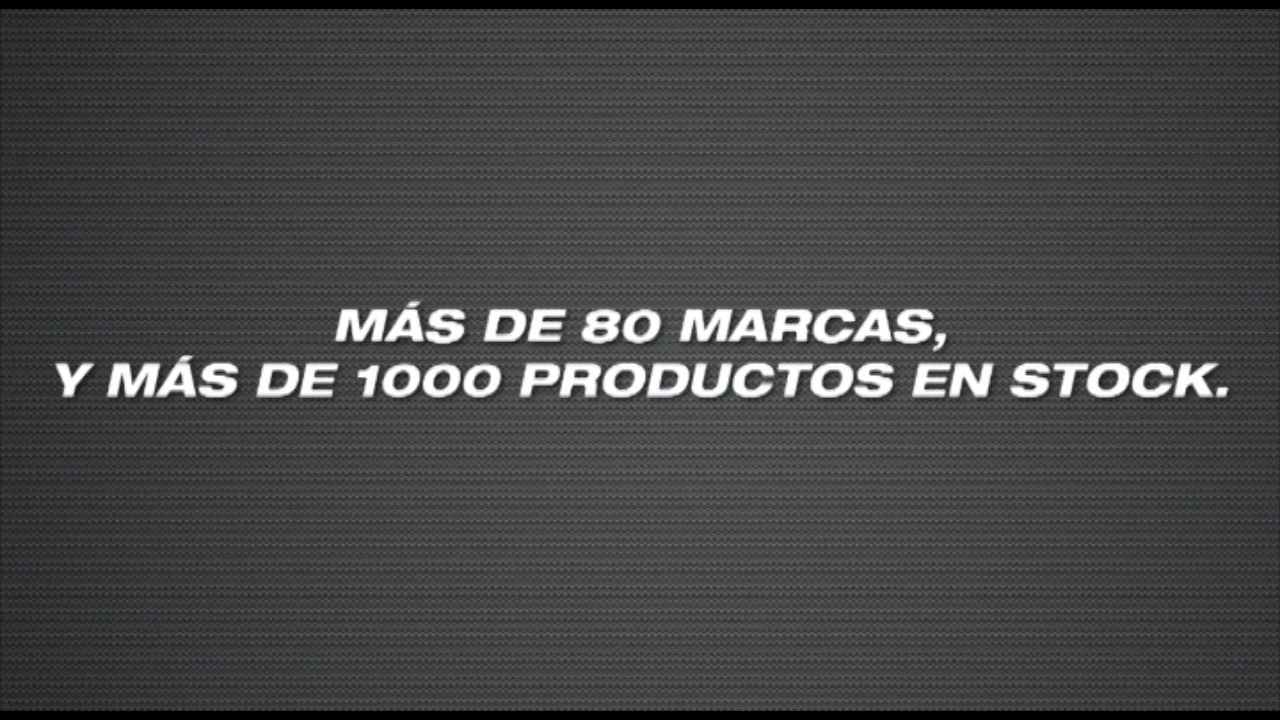 MÁS DE 80 MARCAS,
Y MÁS DE 1000 PRODUCTOS EN STOCK.